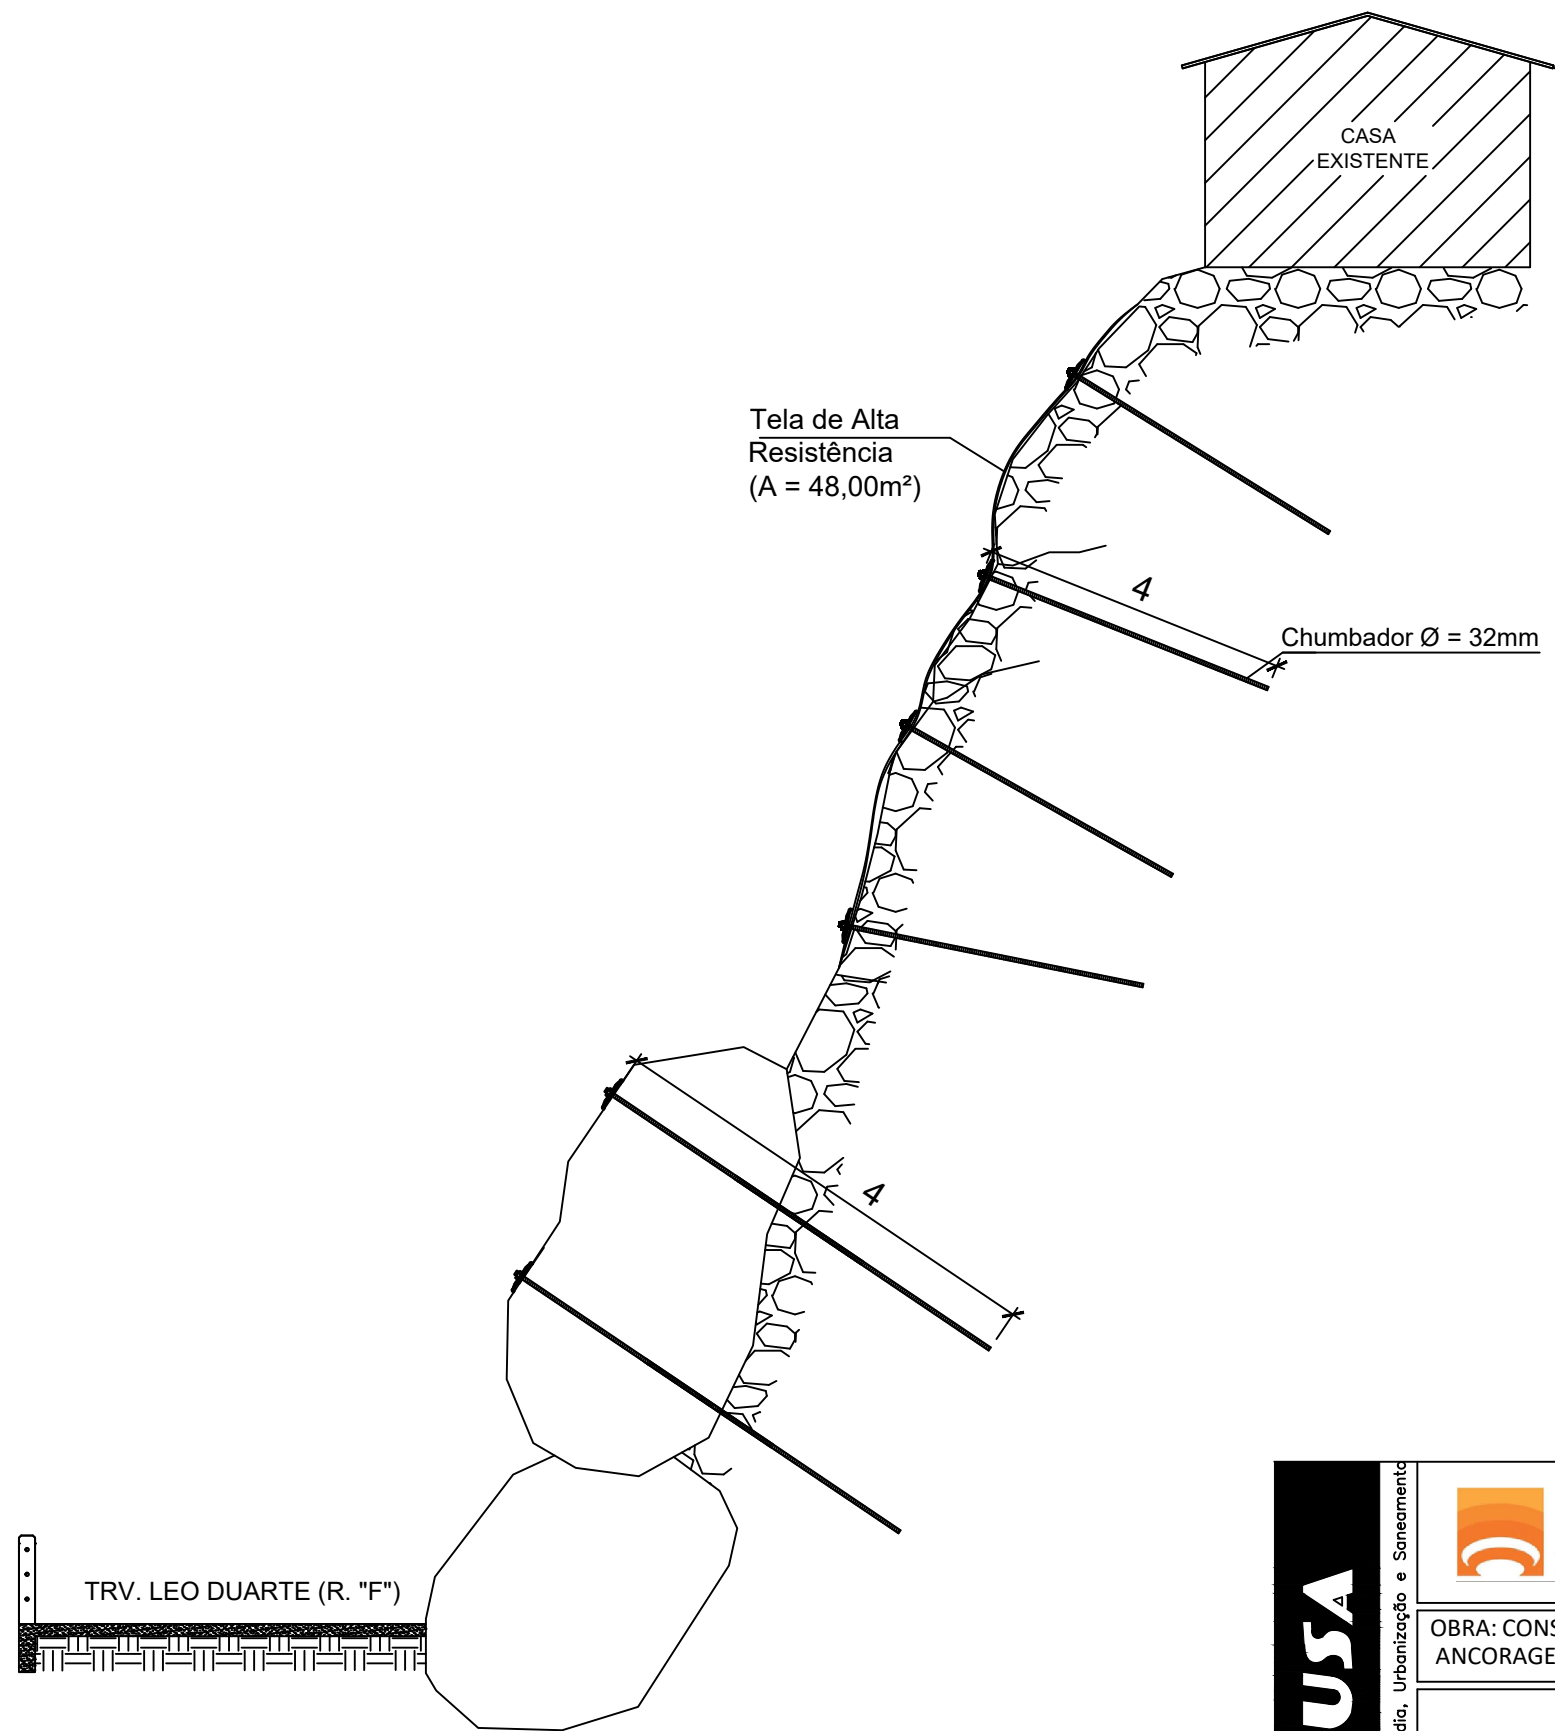 CASA
EXISTENTE
Tela de Alta
Resistência
(A = 48,00m²)
4
Chumbador Ø = 32mm
4
TRV. LEO DUARTE (R. "F")
USA
Urbanização e Saneamento
OBRA: CONS
ANCORAGE